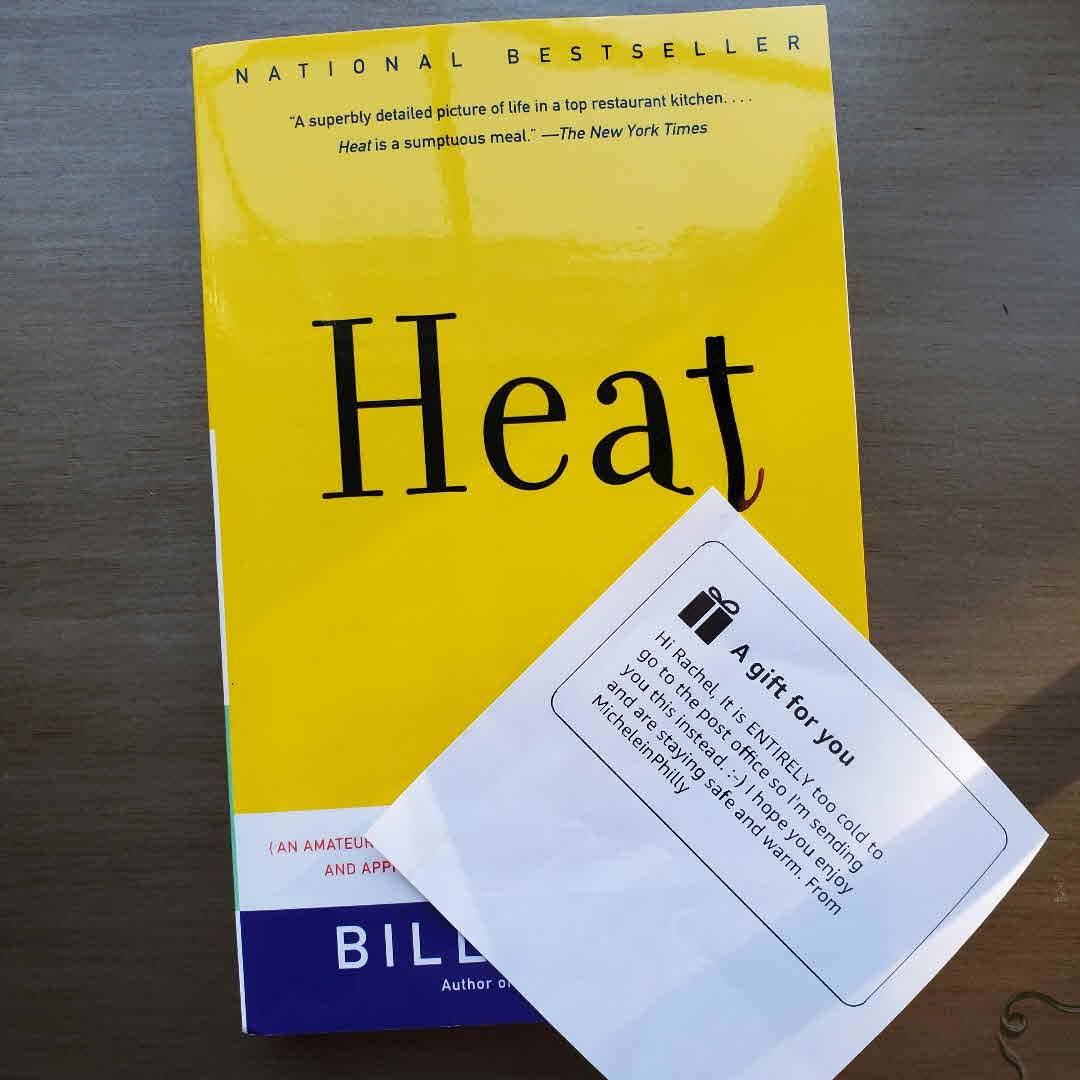 NATIONAL BESTSELLER
“A superbly detailed picture of life in a top restaurant kitchen. . . .
Heat is a sumptuous meal.” —The New York Times
Heat
(AN AMATEUR
AND
BILL
Author
A gift for you
Hi Rachel, It is ENTIRELY too cold to
go to the post office so I'm sending
you this instead. :-) I hope you enjoy
and are staying safe and warm. From
MicheleinPhilly